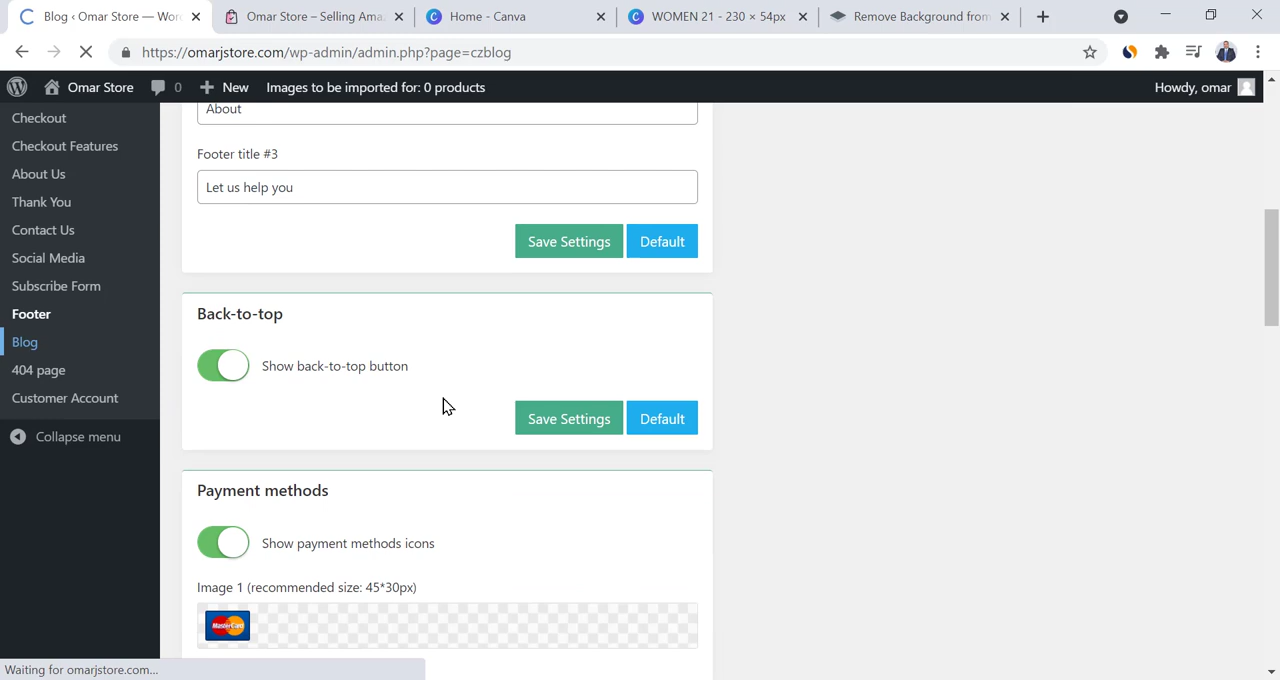 Blog ‹ Omar Store — Wor
Omar Store – Selling Ama
Home - Canva
WOMEN 21 - 230 × 54px
Remove Background from
https://omarjstore.com/wp-admin/admin.php?page=czblog
Omar Store
0
New
Images to be imported for: 0 products
Howdy, omar
Checkout
Checkout Features
About Us
Thank You
Contact Us
Social Media
Subscribe Form
Footer
Blog
404 page
Customer Account
Collapse menu
About
Footer title #3
Let us help you
Save Settings
Default
Back-to-top
Show back-to-top button
Save Settings
Default
Payment methods
Show payment methods icons
Image 1 (recommended size: 45*30px)
MasterCard
Waiting for omarjstore.com...